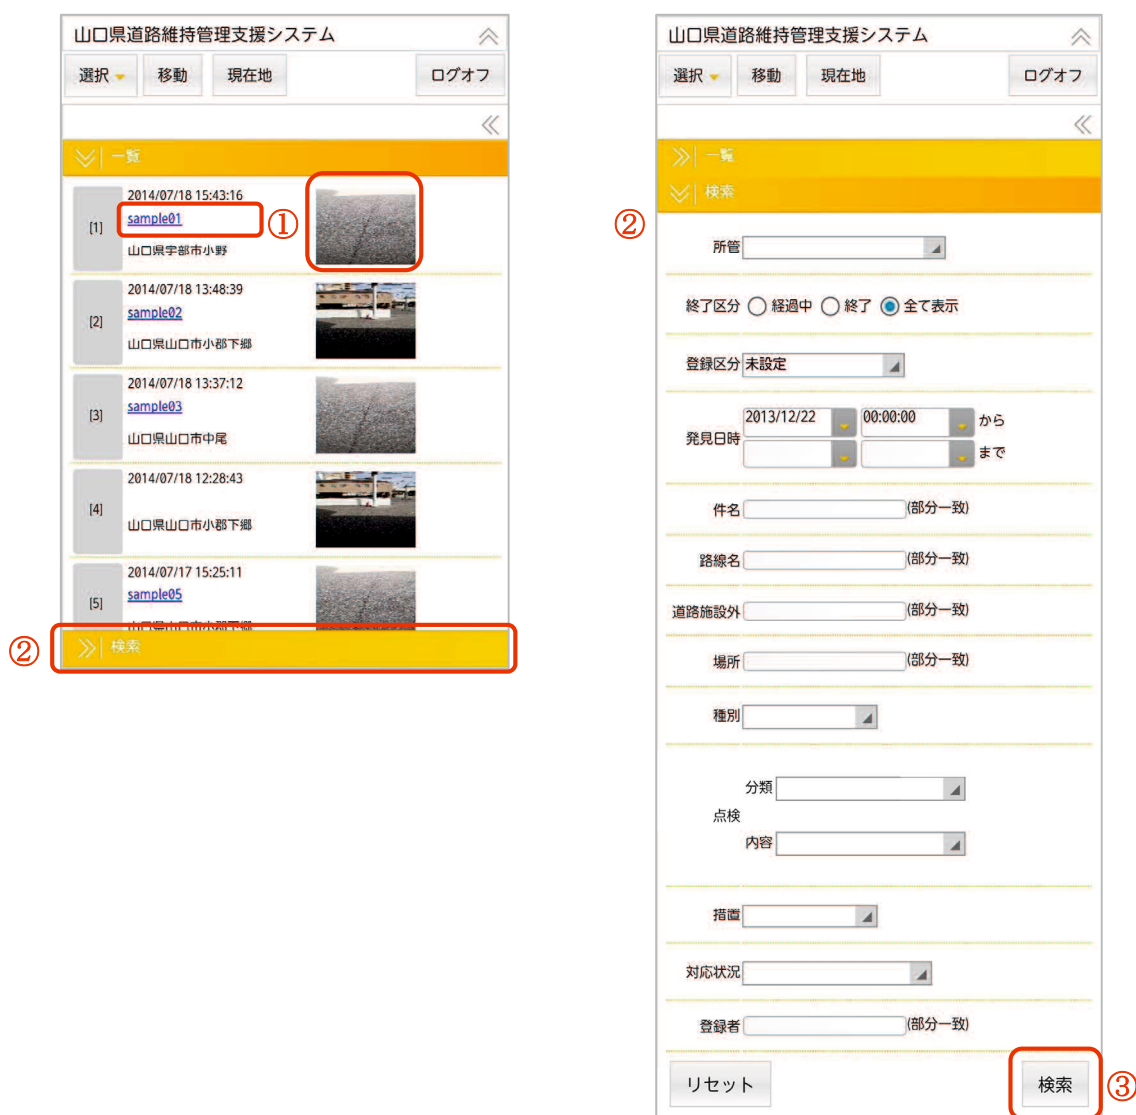 山口県道路維持管理支援システム
選択 移動 現在地 ログオフ
一覧
[1] 2014/07/18 15:43:16
sample01
①
山口県宇部市小野
[2] 2014/07/18 13:48:39
sample02
山口県山口市小郡下郷
[3] 2014/07/18 13:37:12
sample03
山口県山口市中尾
[4] 2014/07/18 12:28:43
山口県山口市小郡下郷
[5] 2014/07/17 15:25:11
sample05
山口県山口市小郡下郷
② 検索
山口県道路維持管理支援システム
選択 移動 現在地 ログオフ
一覧
検索
②
所管
終了区分 経過中 終了 全て表示
登録区分 未設定
発見日時 2013/12/22 00:00:00 から
まで
件名 (部分一致)
路線名 (部分一致)
道路施設外 (部分一致)
場所 (部分一致)
種別
点検
分類
内容
措置
対応状況
登録者 (部分一致)
リセット 検索 ③